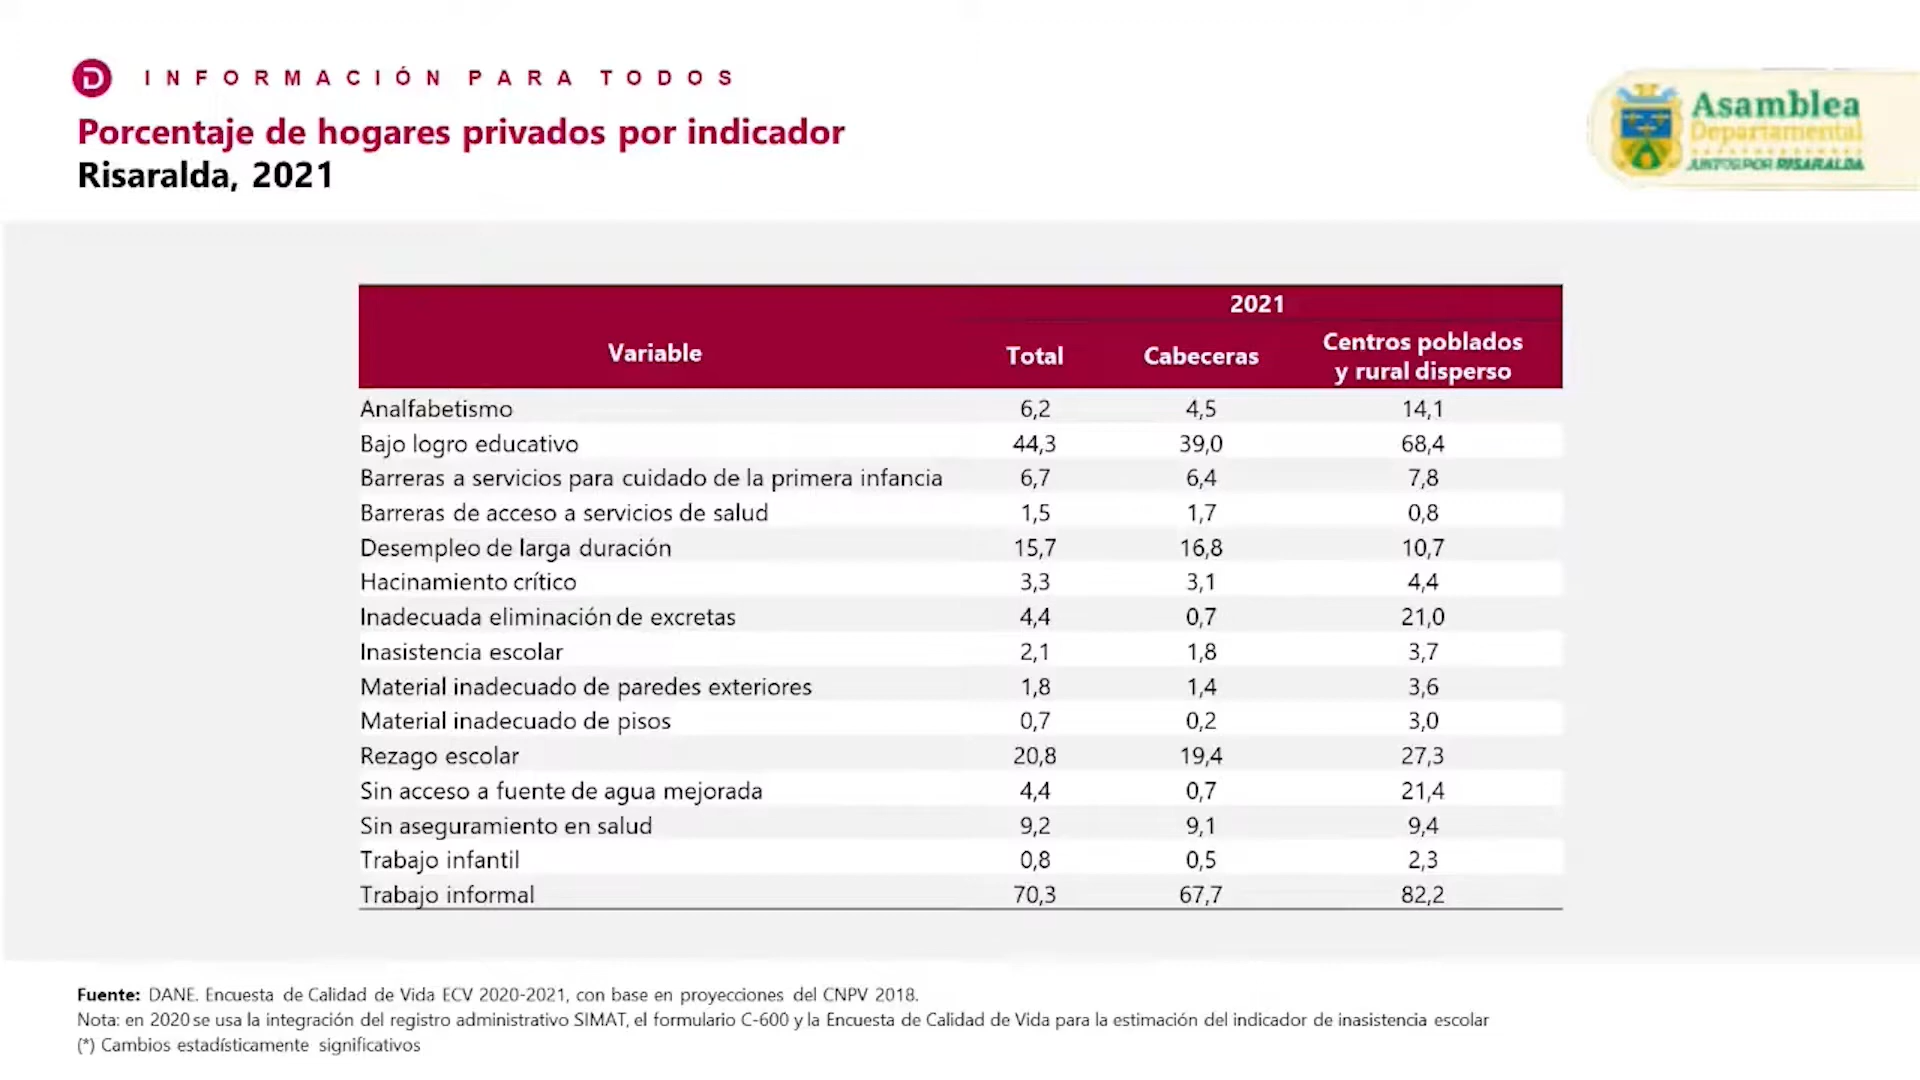 INFORMACIÓN PARA TODOS
Porcentaje de hogares privados por indicador
Risaralda, 2021
Asamblea
Departamental
JUNTOS POR RISARALDA
2021
Variable Total Cabeceras Centros poblados
y rural disperso
Analfabetismo 6,2 4,5 14,1
Bajo logro educativo 44,3 39,0 68,4
Barreras a servicios para cuidado de la primera infancia 6,7 6,4 7,8
Barreras de acceso a servicios de salud 1,5 1,7 0,8
Desempleo de larga duración 15,7 16,8 10,7
Hacinamiento crítico 3,3 3,1 4,4
Inadecuada eliminación de excretas 4,4 0,7 21,0
Inasistencia escolar 2,1 1,8 3,7
Material inadecuado de paredes exteriores 1,8 1,4 3,6
Material inadecuado de pisos 0,7 0,2 3,0
Rezago escolar 20,8 19,4 27,3
Sin acceso a fuente de agua mejorada 4,4 0,7 21,4
Sin aseguramiento en salud 9,2 9,1 9,4
Trabajo infantil 0,8 0,5 2,3
Trabajo informal 70,3 67,7 82,2
Fuente: DANE. Encuesta de Calidad de Vida ECV 2020-2021, con base en proyecciones del CNPV 2018.
Nota: en 2020 se usa la integración del registro administrativo SIMAT, el formulario C-600 y la Encuesta de Calidad de Vida para la estimación del indicador de inasistencia escolar
(*) Cambios estadísticamente significativos